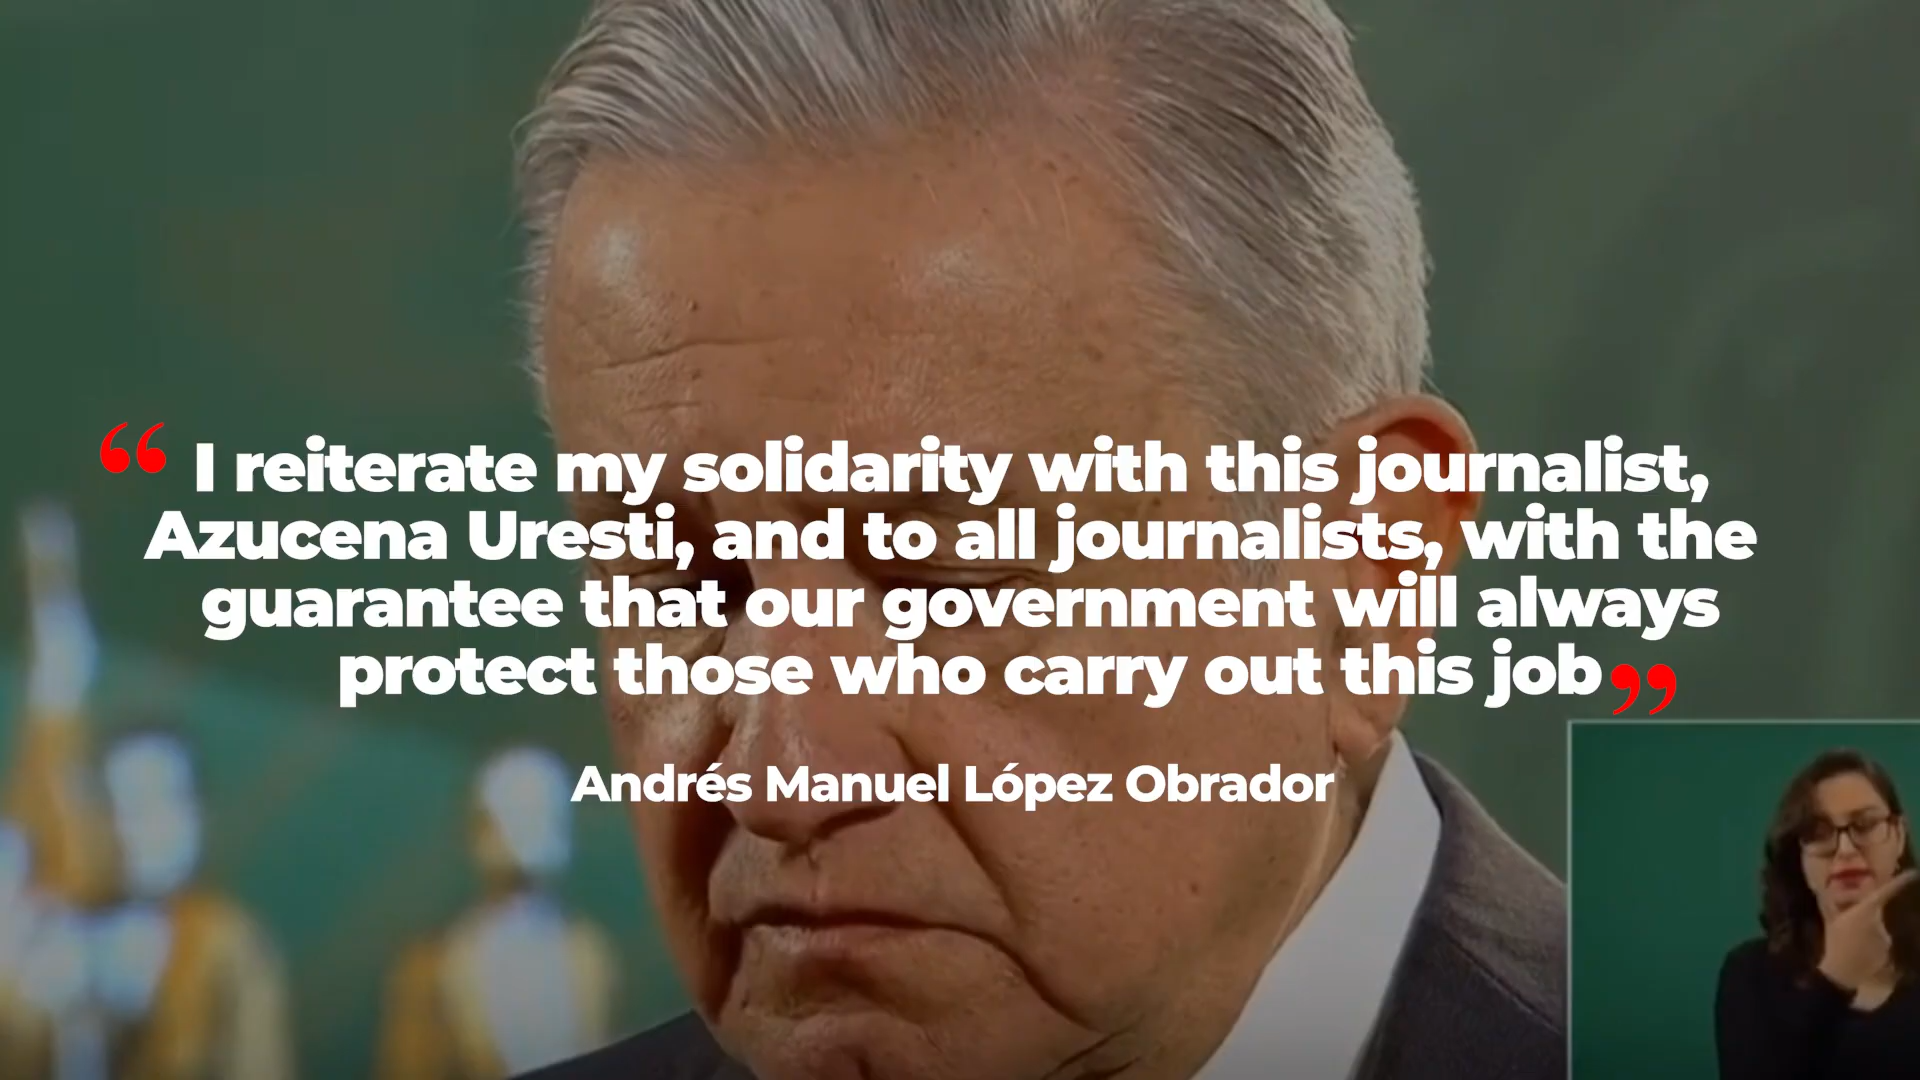 “I reiterate my solidarity with this journalist,
Azucena Uresti, and to all journalists, with the
guarantee that our government will always
protect those who carry out this job”
Andrés Manuel López Obrador